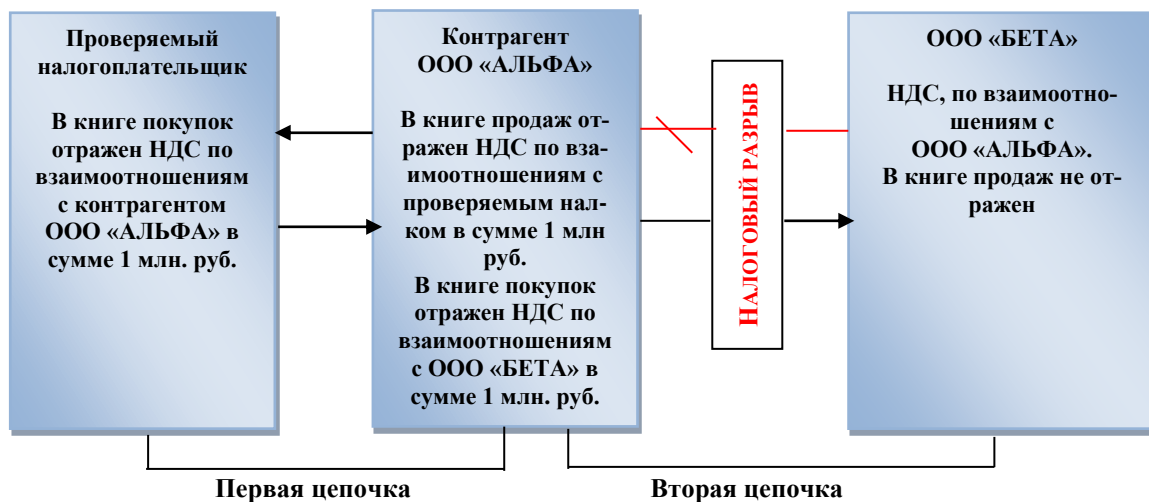 Проверяемый
налогоплательщик
В книге покупок
отражен НДС по
взаимоотношениям
с контрагентом
ООО «АЛЬФА» в
сумме 1 млн. руб.
Контрагент
ООО «АЛЬФА»
В книге продаж от-
ражен НДС по вза-
имоотношениям с
проверяемым нал-
ком в сумме 1 млн
руб.
В книге покупок
отражен НДС по
взаимоотношениям
с ООО «БЕТА» в
сумме 1 млн. руб.
НАЛОГОВЫЙ РАЗРЫВ
ООО «БЕТА»
НДС, по взаимоотно-
шениям с
ООО «АЛЬФА».
В книге продаж не от-
ражен
Первая цепочка
Вторая цепочка